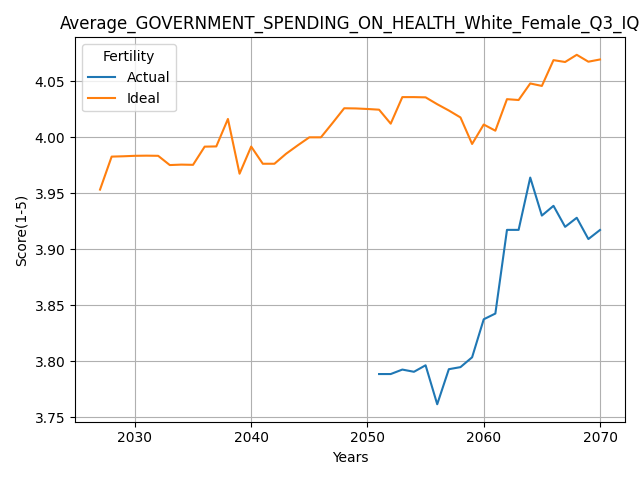 Average_GOVERNMENT_SPENDING_ON_HEALTH_White_Female_Q3_IQ
Fertility
Actual
Ideal
4.05
4.00
3.95
3.90
3.85
3.80
3.75
Score(1-5)
2030 2040 2050 2060 2070
Years